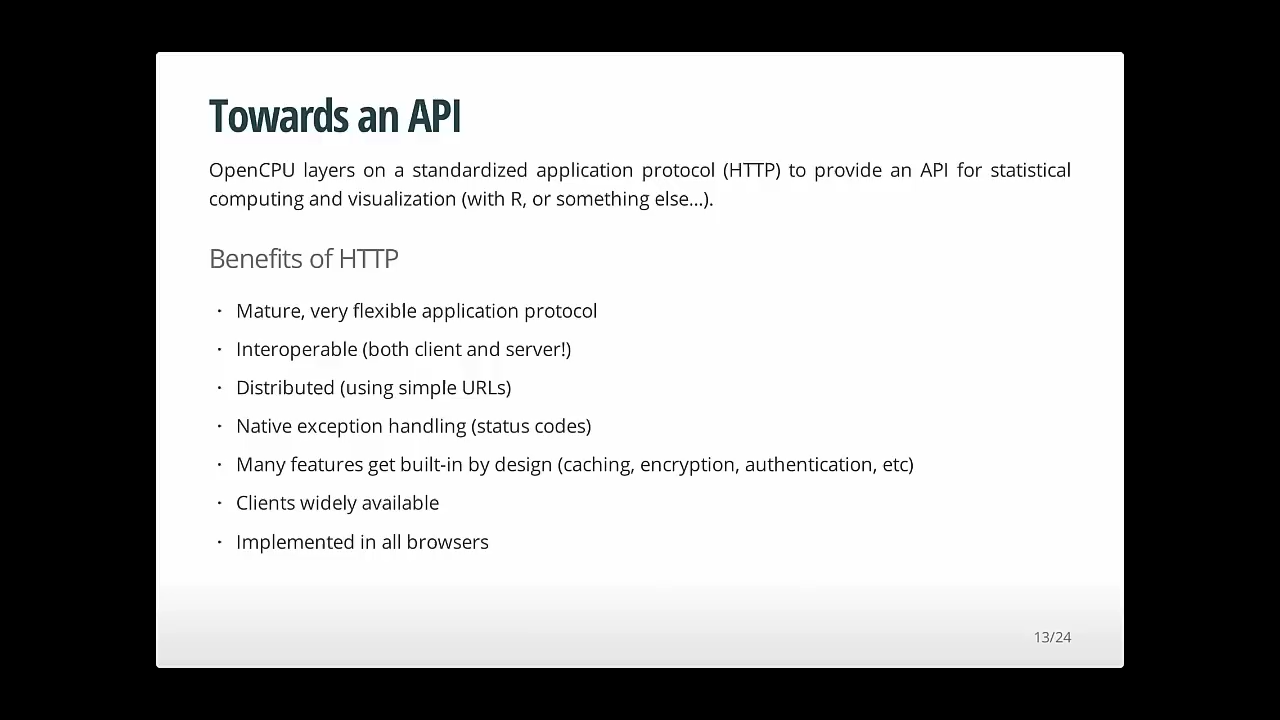 Towards an API
OpenCPU layers on a standardized application protocol (HTTP) to provide an API for statistical
computing and visualization (with R, or something else...).
Benefits of HTTP
· Mature, very flexible application protocol
· Interoperable (both client and server!)
· Distributed (using simple URLs)
· Native exception handling (status codes)
· Many features get built-in by design (caching, encryption, authentication, etc)
· Clients widely available
· Implemented in all browsers
13/24